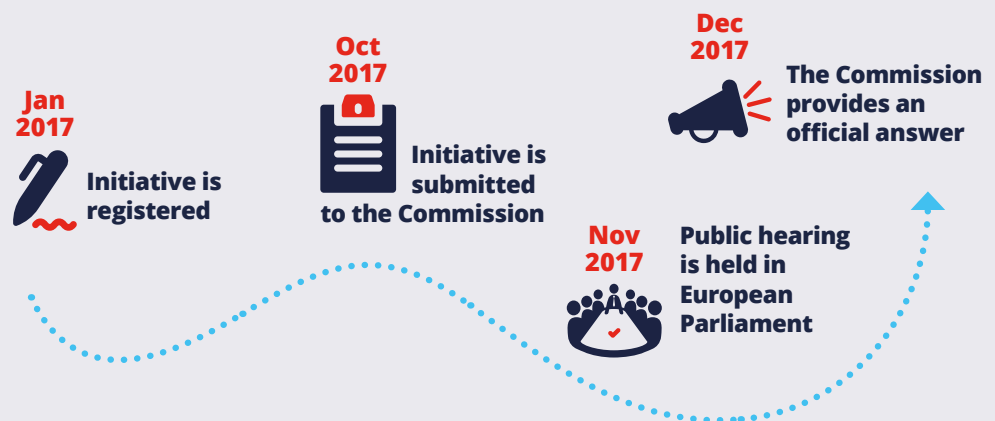 Jan
2017
Initiative is
registered
Oct
2017
Initiative is
submitted
to the Commission
Nov
2017
Public hearing
is held in
European
Parliament
Dec
2017
The Commission
provides an
official answer